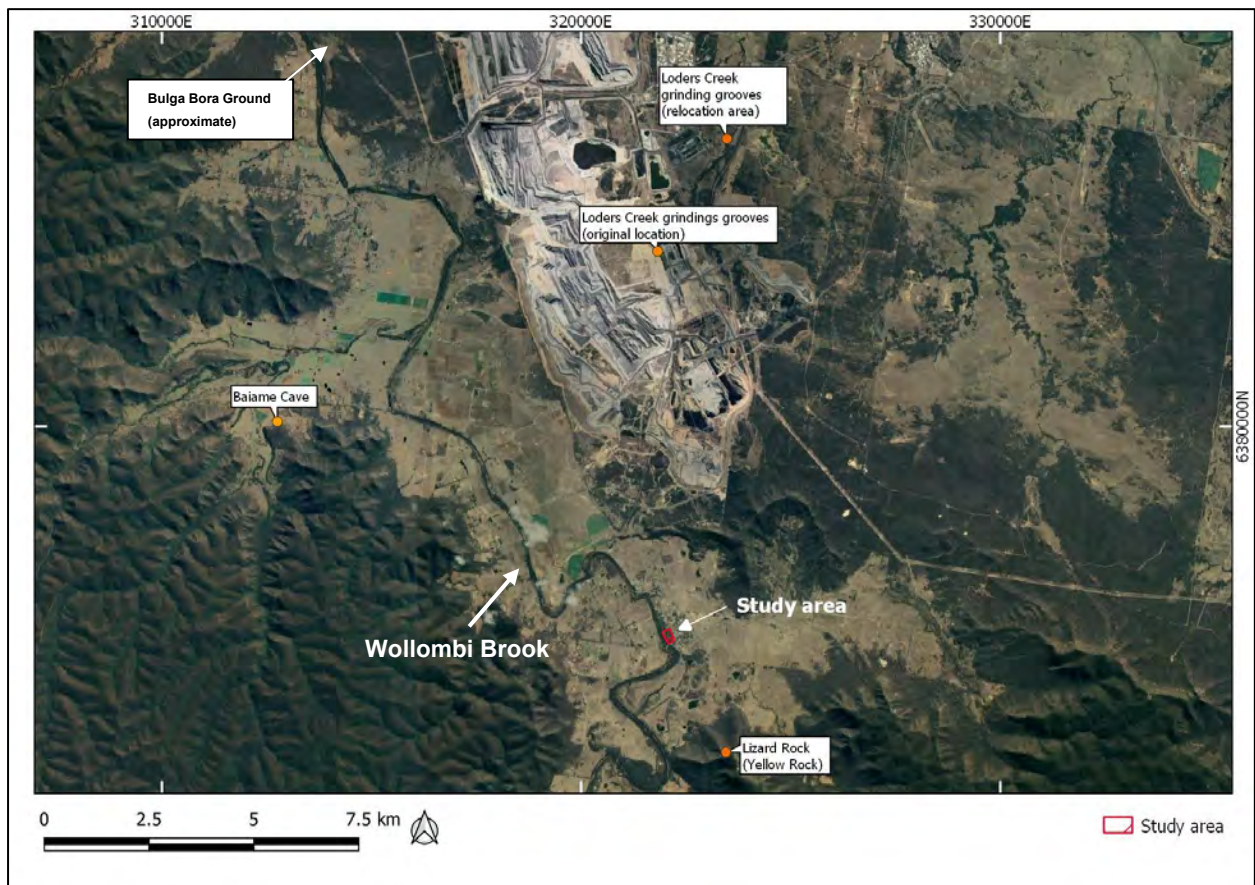 310000E
320000E
330000E
Bulga Bora Ground
(approximate)
Loders Creek
grinding grooves
(relocation area)
Loders Creek grindings grooves
(original location)
Baiame Cave
6380000N
Study area
Wollombi Brook
Lizard Rock
(Yellow Rock)
0
2.5
5
7.5 km
Study area